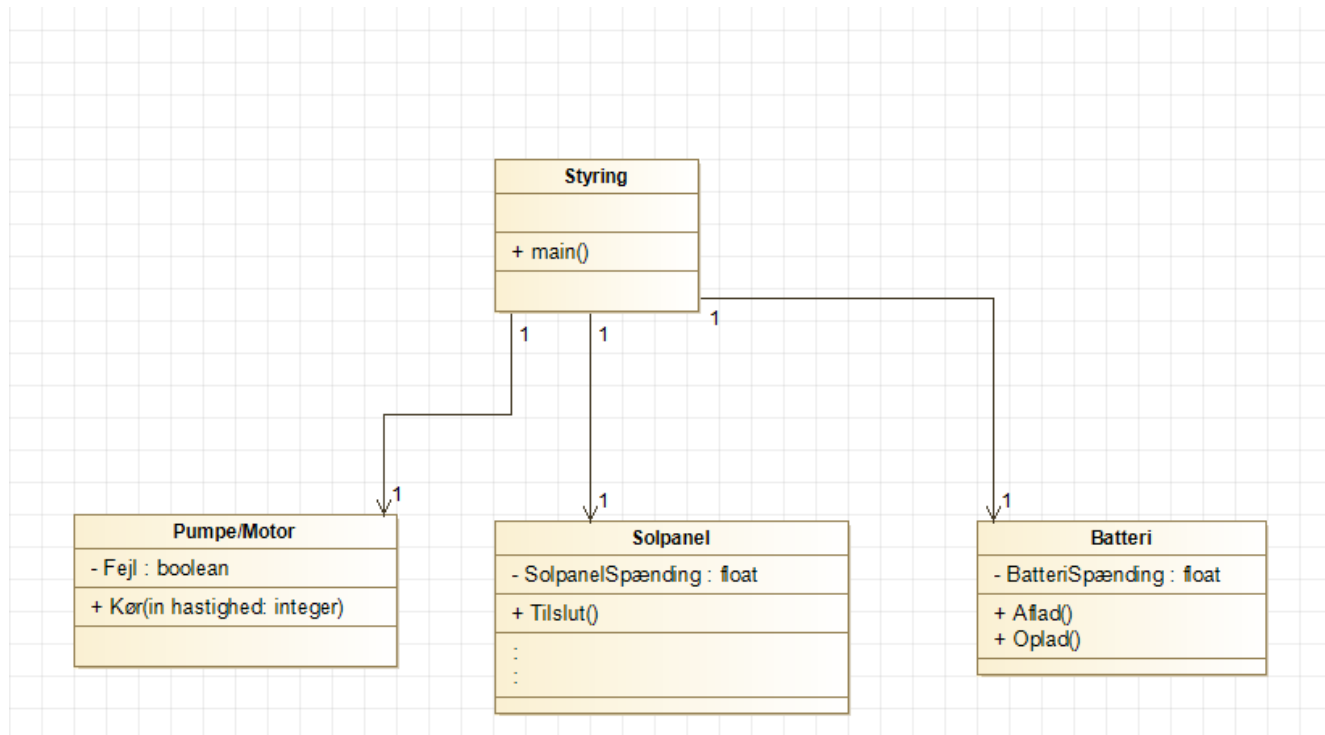 Styring
+ main()
1
1
1
1
1
1
Pumpe/Motor
- Fejl : boolean
+ Kør(in hastighed: integer)
Solpanel
- SolpanelSpænding : float
+ Tilslut()
:
:
Batteri
- BatteriSpænding : float
+ Aflad()
+ Oplad()